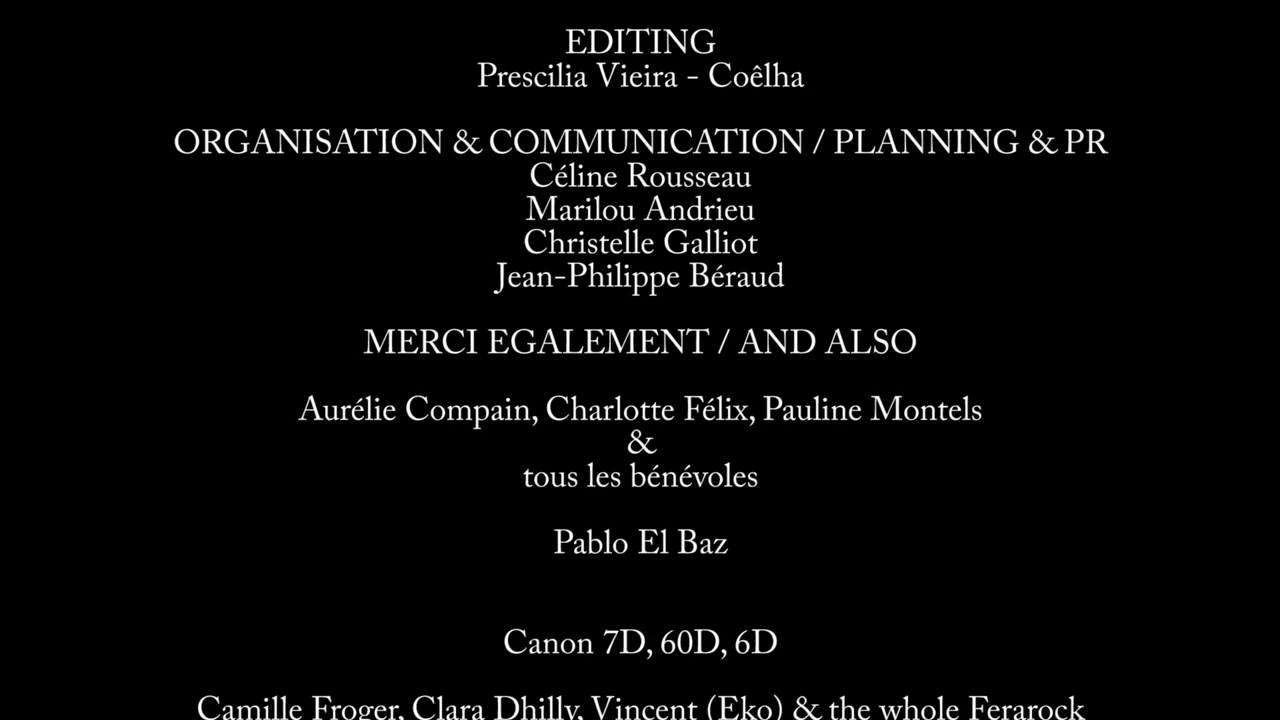 EDITING
Prescilia Vieira - Coêlha
ORGANISATION & COMMUNICATION / PLANNING & PR
Céline Rousseau
Marilou Andrieu
Christelle Galliot
Jean-Philippe Béraud
MERCI EGALEMENT / AND ALSO
Aurélie Compain, Charlotte Félix, Pauline Montels
&
tous les bénévoles
Pablo El Baz
Canon 7D, 60D, 6D
Camille Froger, Clara Dhilly, Vincent (Eko) & the whole Ferarock